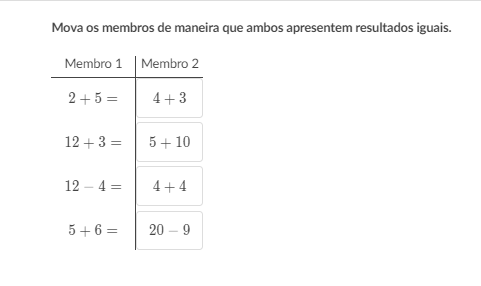 Mova os membros de maneira que ambos apresentem resultados iguais.
Membro 1 Membro 2
2 + 5 = 4 + 3
12 + 3 = 5 + 10
12 − 4 = 4 + 4
5 + 6 = 20 − 9